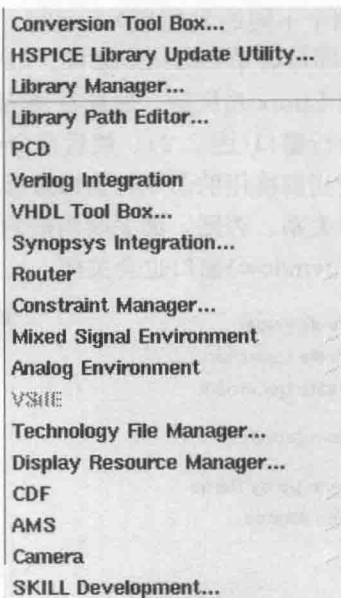 Conversion Tool Box...
HSPICE Library Update Utility...
Library Manager...
Library Path Editor...
PCD
Verilog Integration
VHDL Tool Box...
Synopsys Integration...
Router
Constraint Manager...
Mixed Signal Environment
Analog Environment
Technology File Manager...
Display Resource Manager...
CDF
AMS
Camera
SKILL Development...